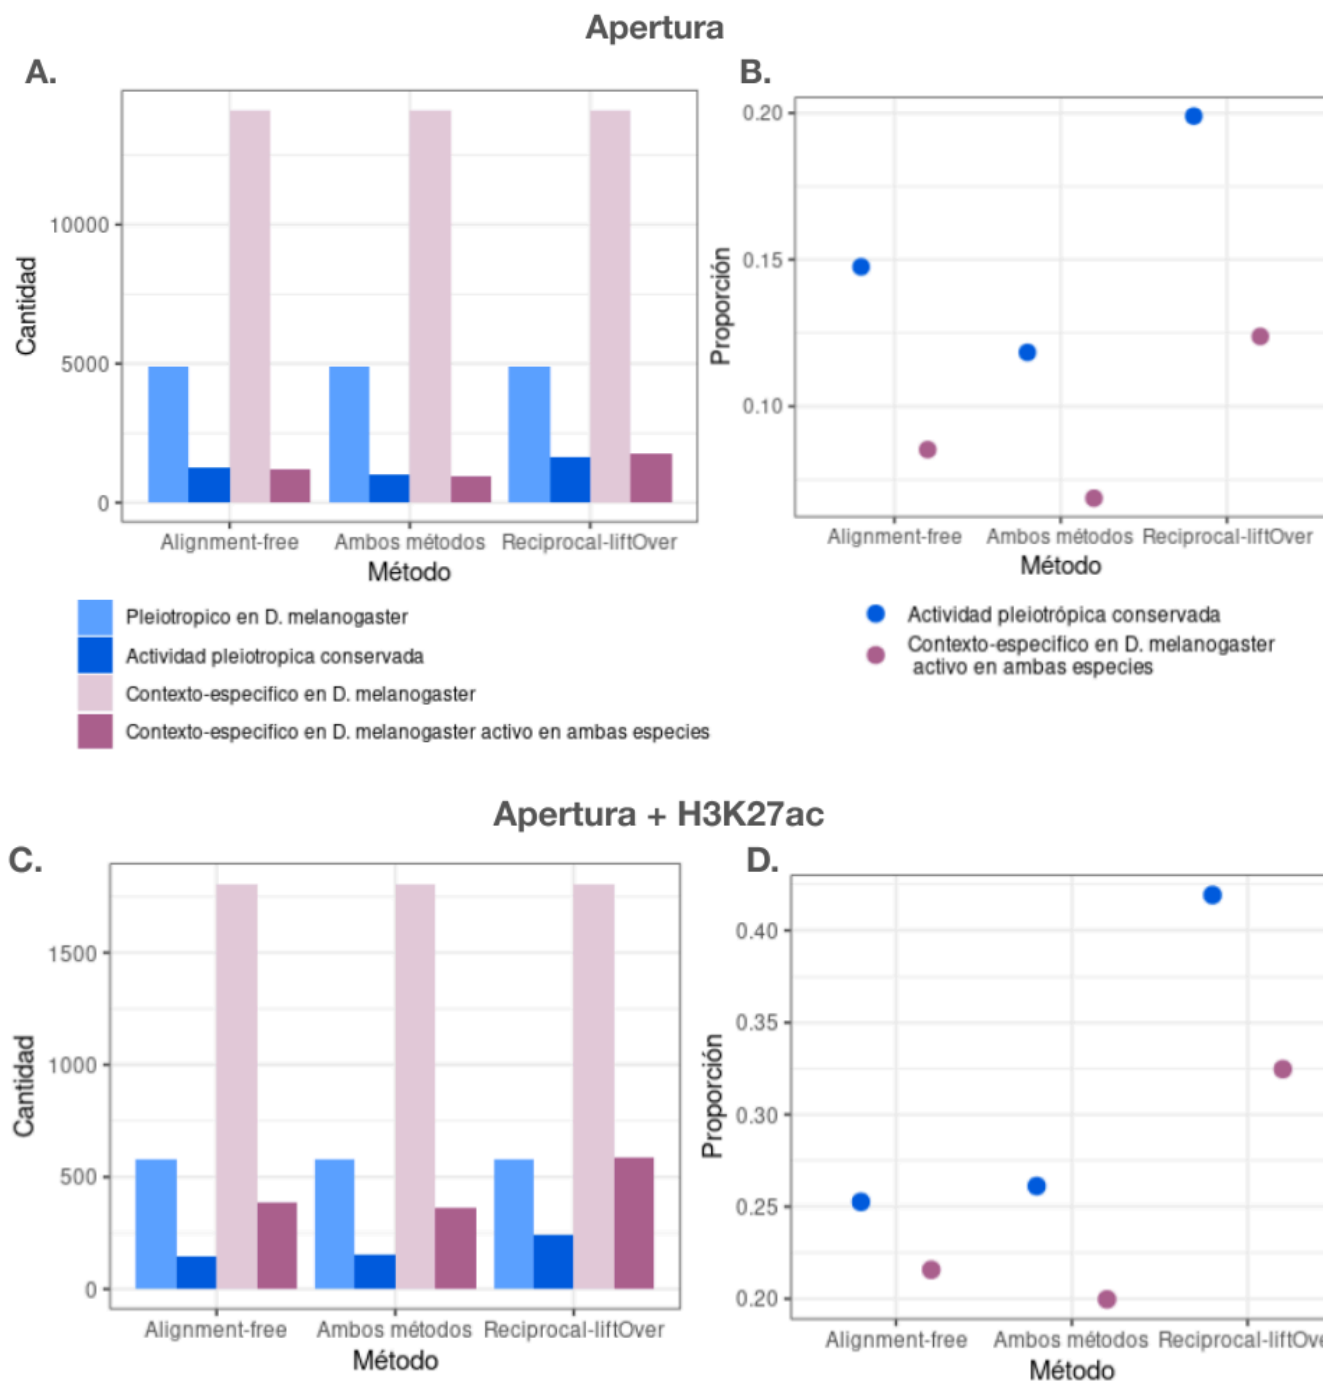 Apertura
A.
B.
Cantidad
10000
5000
0
Alignment-free Ambos métodos Reciprocal-liftOver
Método
Proporción
0.20
0.15
0.10
Alignment-free Ambos métodos Reciprocal-liftOver
Método
Pleiotropico en D. melanogaster
Actividad pleiotropica conservada
Contexto-especifico en D. melanogaster
Contexto-especifico en D. melanogaster activo en ambas especies
Actividad pleiotrópica conservada
Contexto-especifico en D. melanogaster
activo en ambas especies
Apertura + H3K27ac
C.
D.
Cantidad
1500
1000
500
0
Alignment-free Ambos métodos Reciprocal-liftOver
Método
Proporción
0.40
0.35
0.30
0.25
0.20
Alignment-free Ambos métodos Reciprocal-liftOve
Método